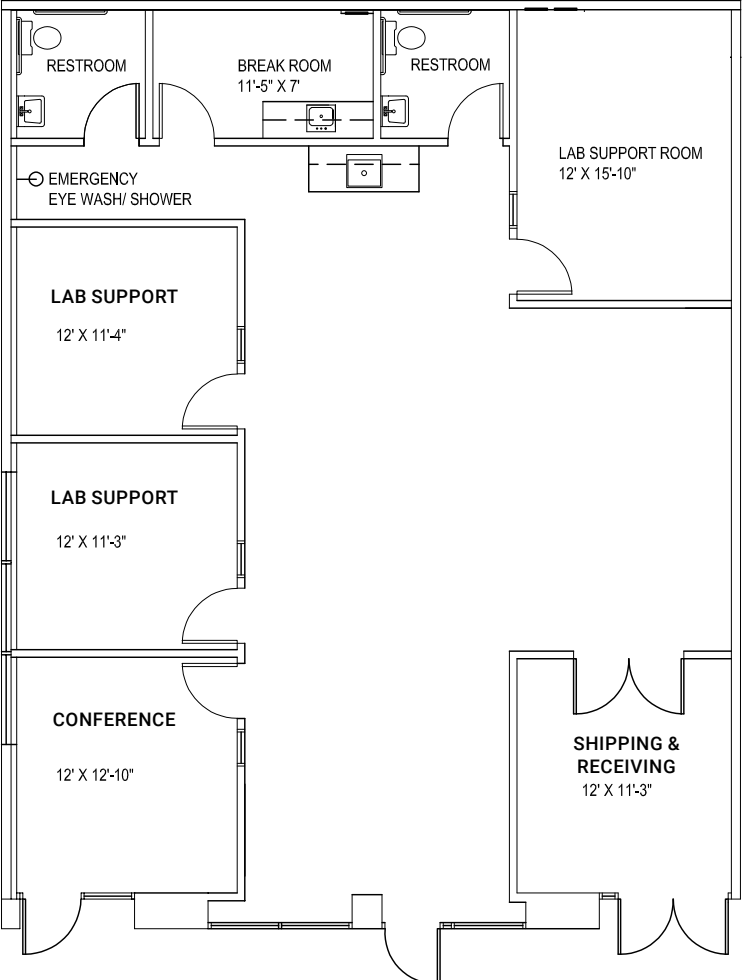 RESTROOM
BREAK ROOM
11'-5" X 7'
RESTROOM
LAB SUPPORT ROOM
12' X 15'-10"
EMERGENCY
EYE WASH/ SHOWER
LAB SUPPORT
12' X 11'-4"
LAB SUPPORT
12' X 11'-3"
CONFERENCE
12' X 12'-10"
SHIPPING &
RECEIVING
12' X 11'-3"